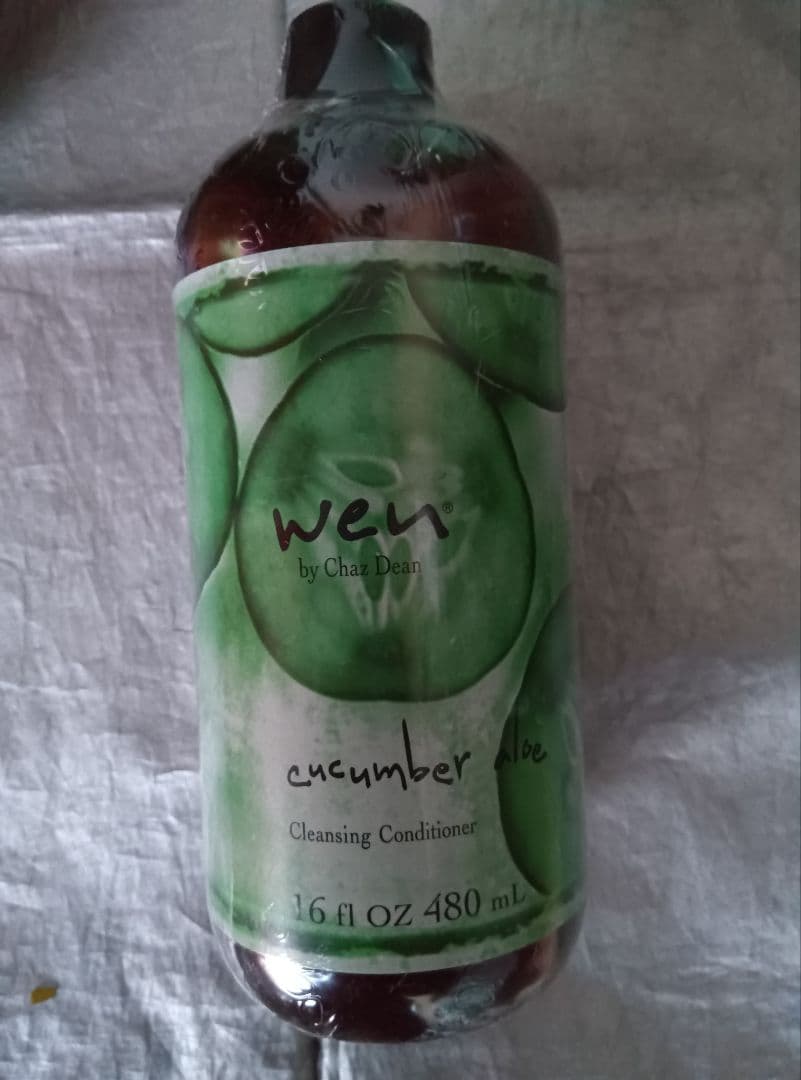 wen®
by Chaz Dean
cucumber aloe
Cleansing Conditioner
16 fl OZ 480 mL